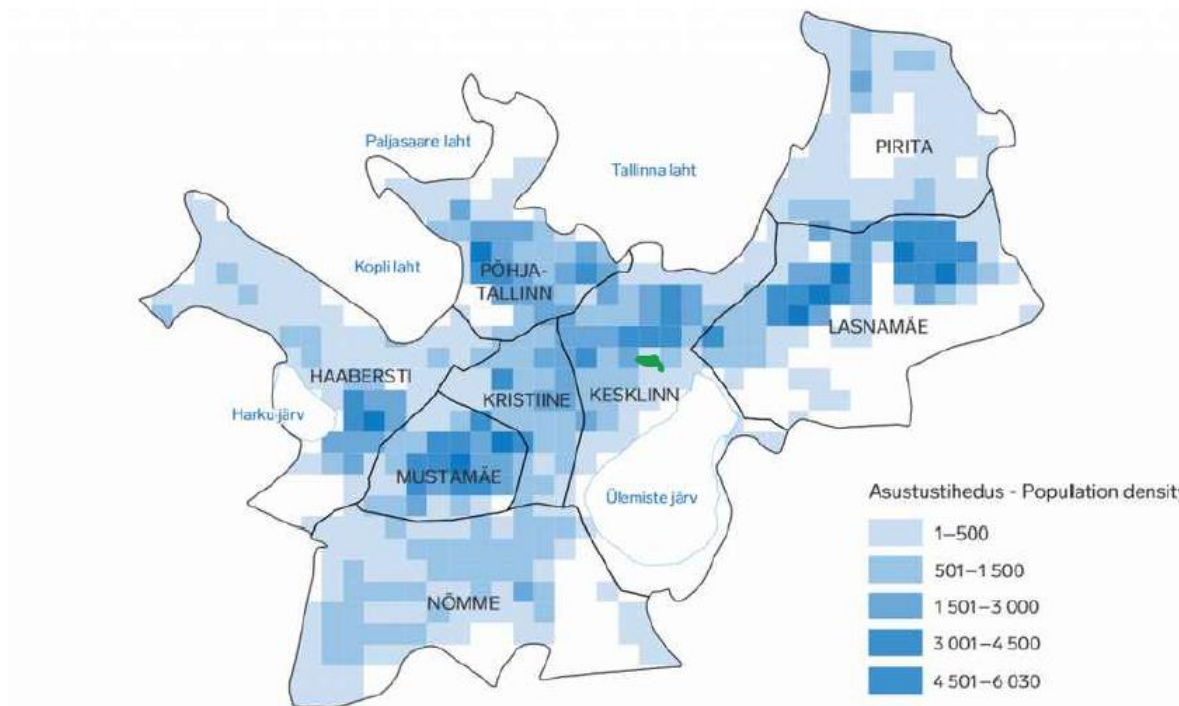 Paljasaare laht
Tallinna laht
PIRITA
Kopli laht
PÕHJA-
TALLINN
LASNAMÄE
HAABERSTI
KRISTIINE
KESKLINN
Harku järv
MUSTAMÄE
Ülemiste järv
NÕMME
Asustustihedus - Population density
1–500
501–1 500
1 501–3 000
3 001–4 500
4 501–6 030